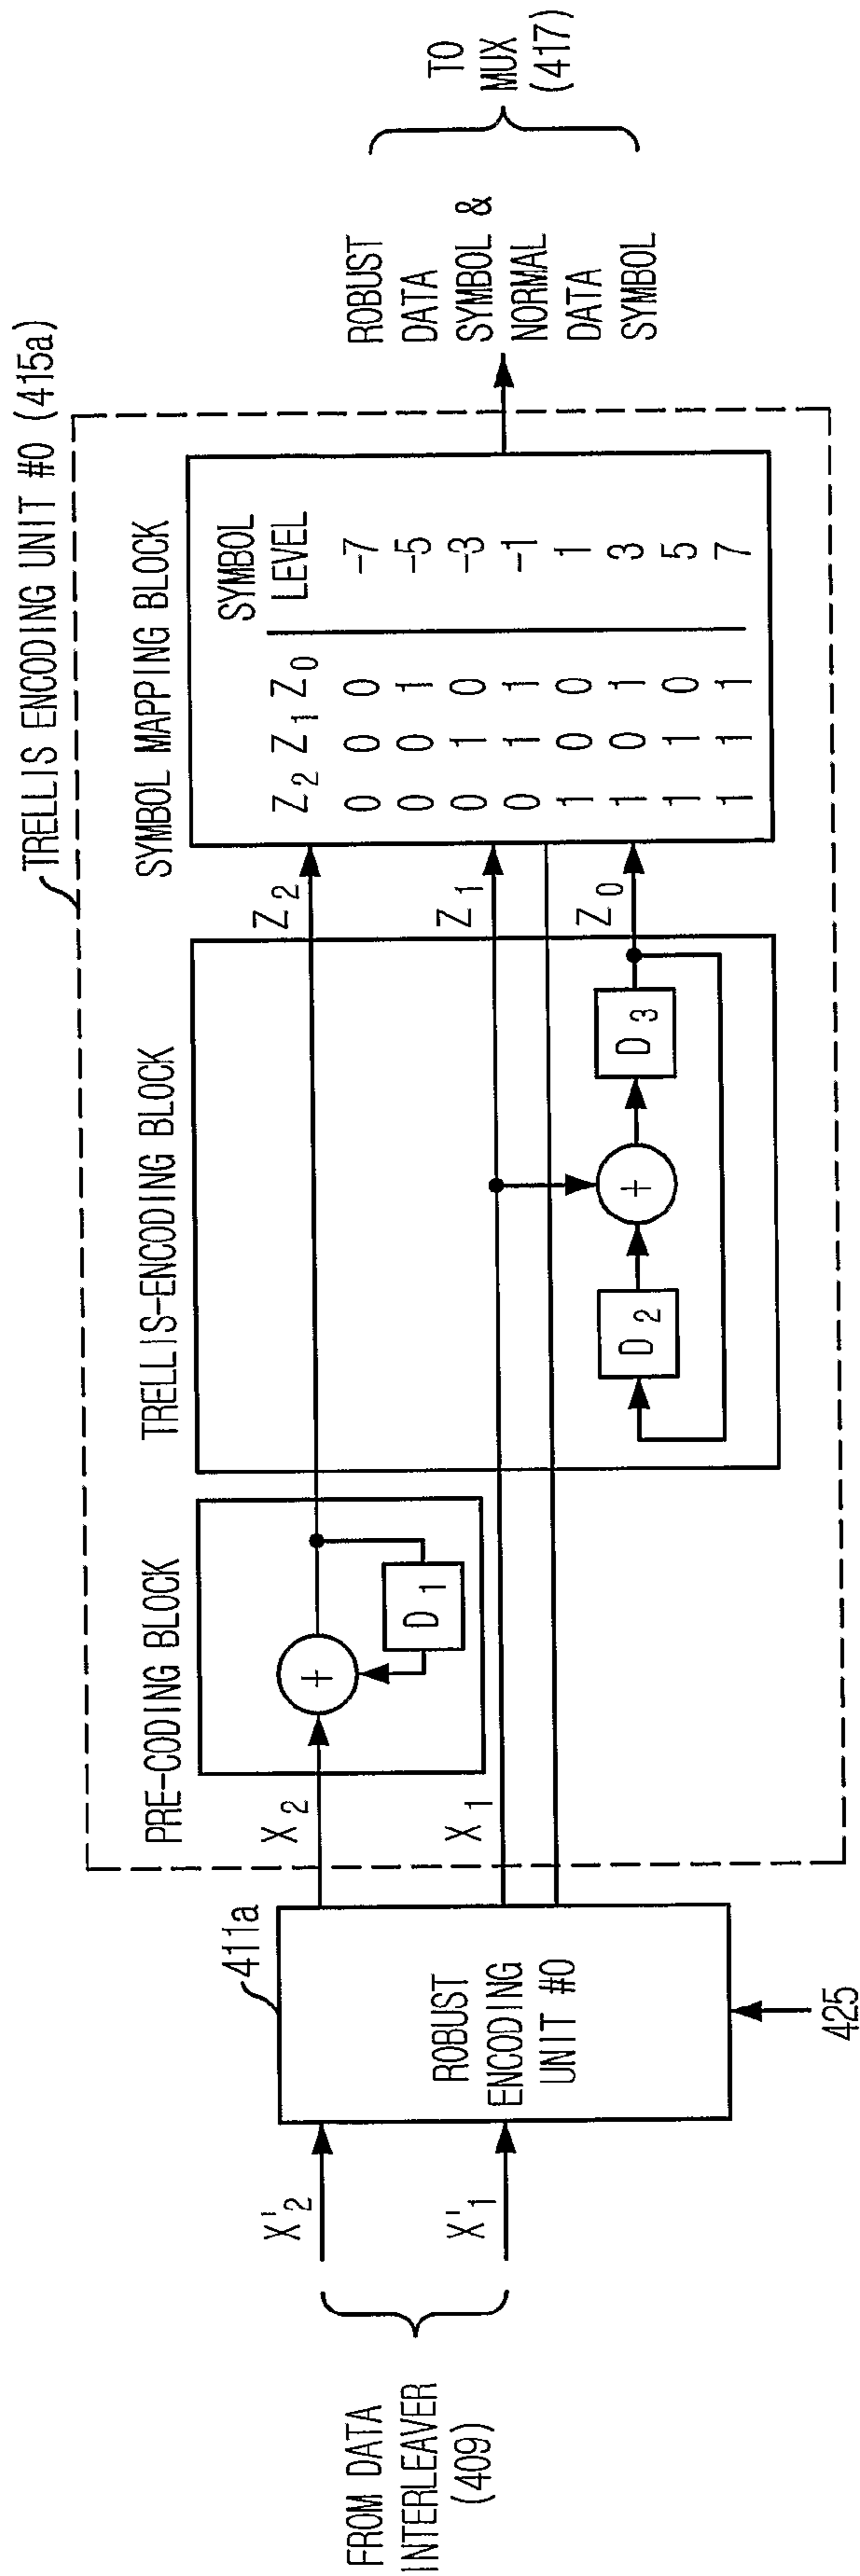 TRELLIS ENCODING UNIT #0 (415a)
FROM DATA
INTERLEAVER
(409)
X'2
X'1
411a
ROBUST
ENCODING
UNIT #0
425
X2
X1
PRE-CODING BLOCK
+
D1
TRELLIS-ENCODING BLOCK
D2
+
D3
Z2
Z1
Z0
SYMBOL MAPPING BLOCK
Z2 Z1 Z0 SYMBOL LEVEL
0 0 0 -7
0 0 1 -5
0 1 0 -3
0 1 1 -1
1 0 0 1
1 0 1 3
1 1 0 5
1 1 1 7
ROBUST
DATA
SYMBOL &
NORMAL
DATA
SYMBOL
TO
MUX
(417)